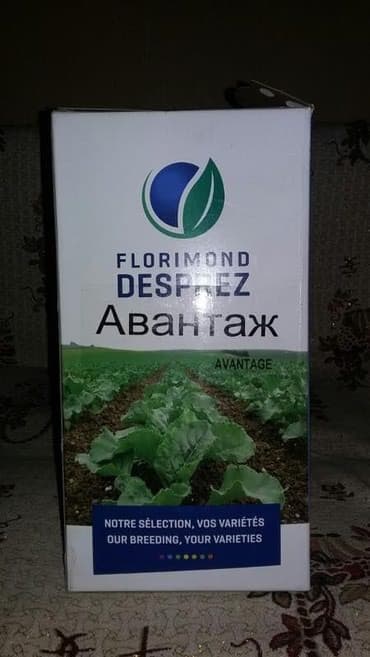 FLORIMOND
DESPREZ
Авантаж
AVANTAGE
NOTRE SÉLECTION, VOS VARIÉTÉS
OUR BREEDING, YOUR VARIETIES